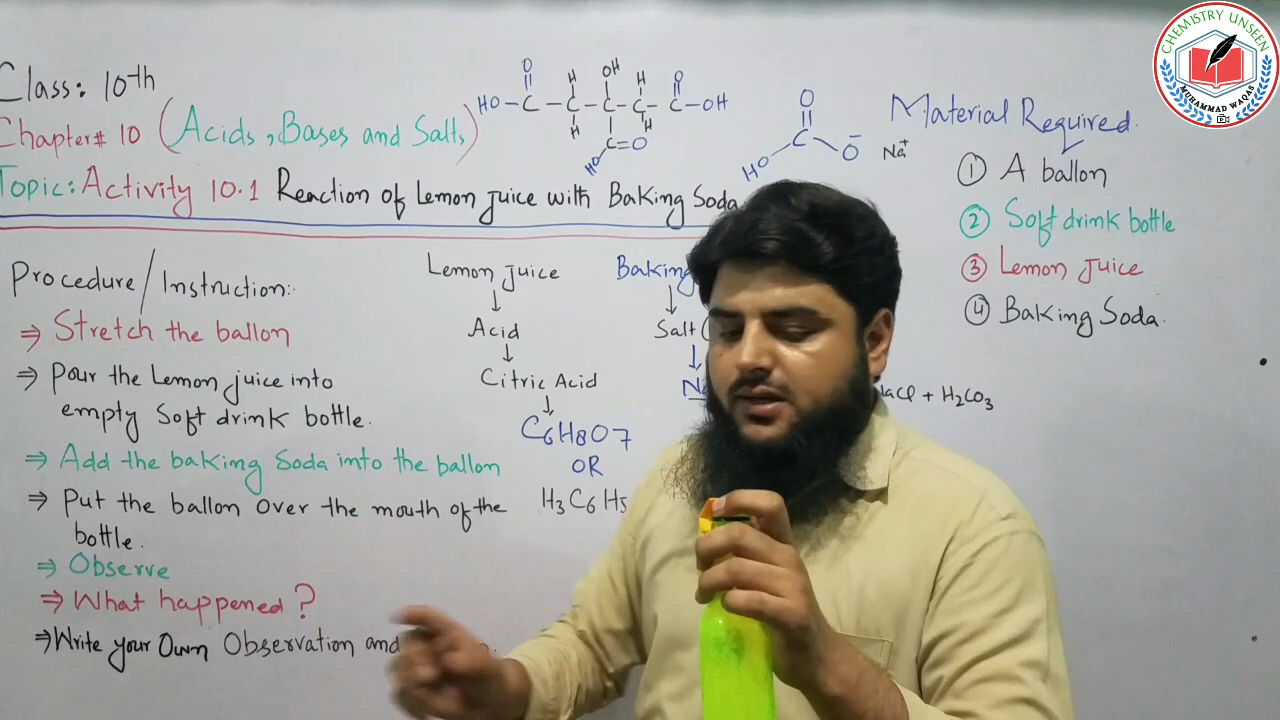 CHEMISTRY UNSEEN
MUHAMMAD WAQAS
Class: 10th
Chapter# 10 (Acids, Bases and Salts)
Topic: Activity 10.1 Reaction of Lemon juice with Baking Soda
O H OH H O
HO-C-C-C-C-C-OH
H H
C=O
HO
O
C
HO O⁻ Na⁺
Material Required
① A ballon
② Soft drink bottle
③ Lemon Juice
④ Baking Soda.
Procedure/Instruction:
⇒ Stretch the ballon
⇒ Pour the Lemon juice into
empty Soft drink bottle.
⇒ Add the baking Soda into the ballon
⇒ Put the ballon over the mouth of the
bottle.
⇒ Observe
⇒ What happened?
⇒ Write your Own Observation and
Lemon juice
↓
Acid
↓
Citric Acid
↓
C6H8O7
OR
H3C6H5
Baking
↓
Salt (
↓
Na
aCl + H2CO3